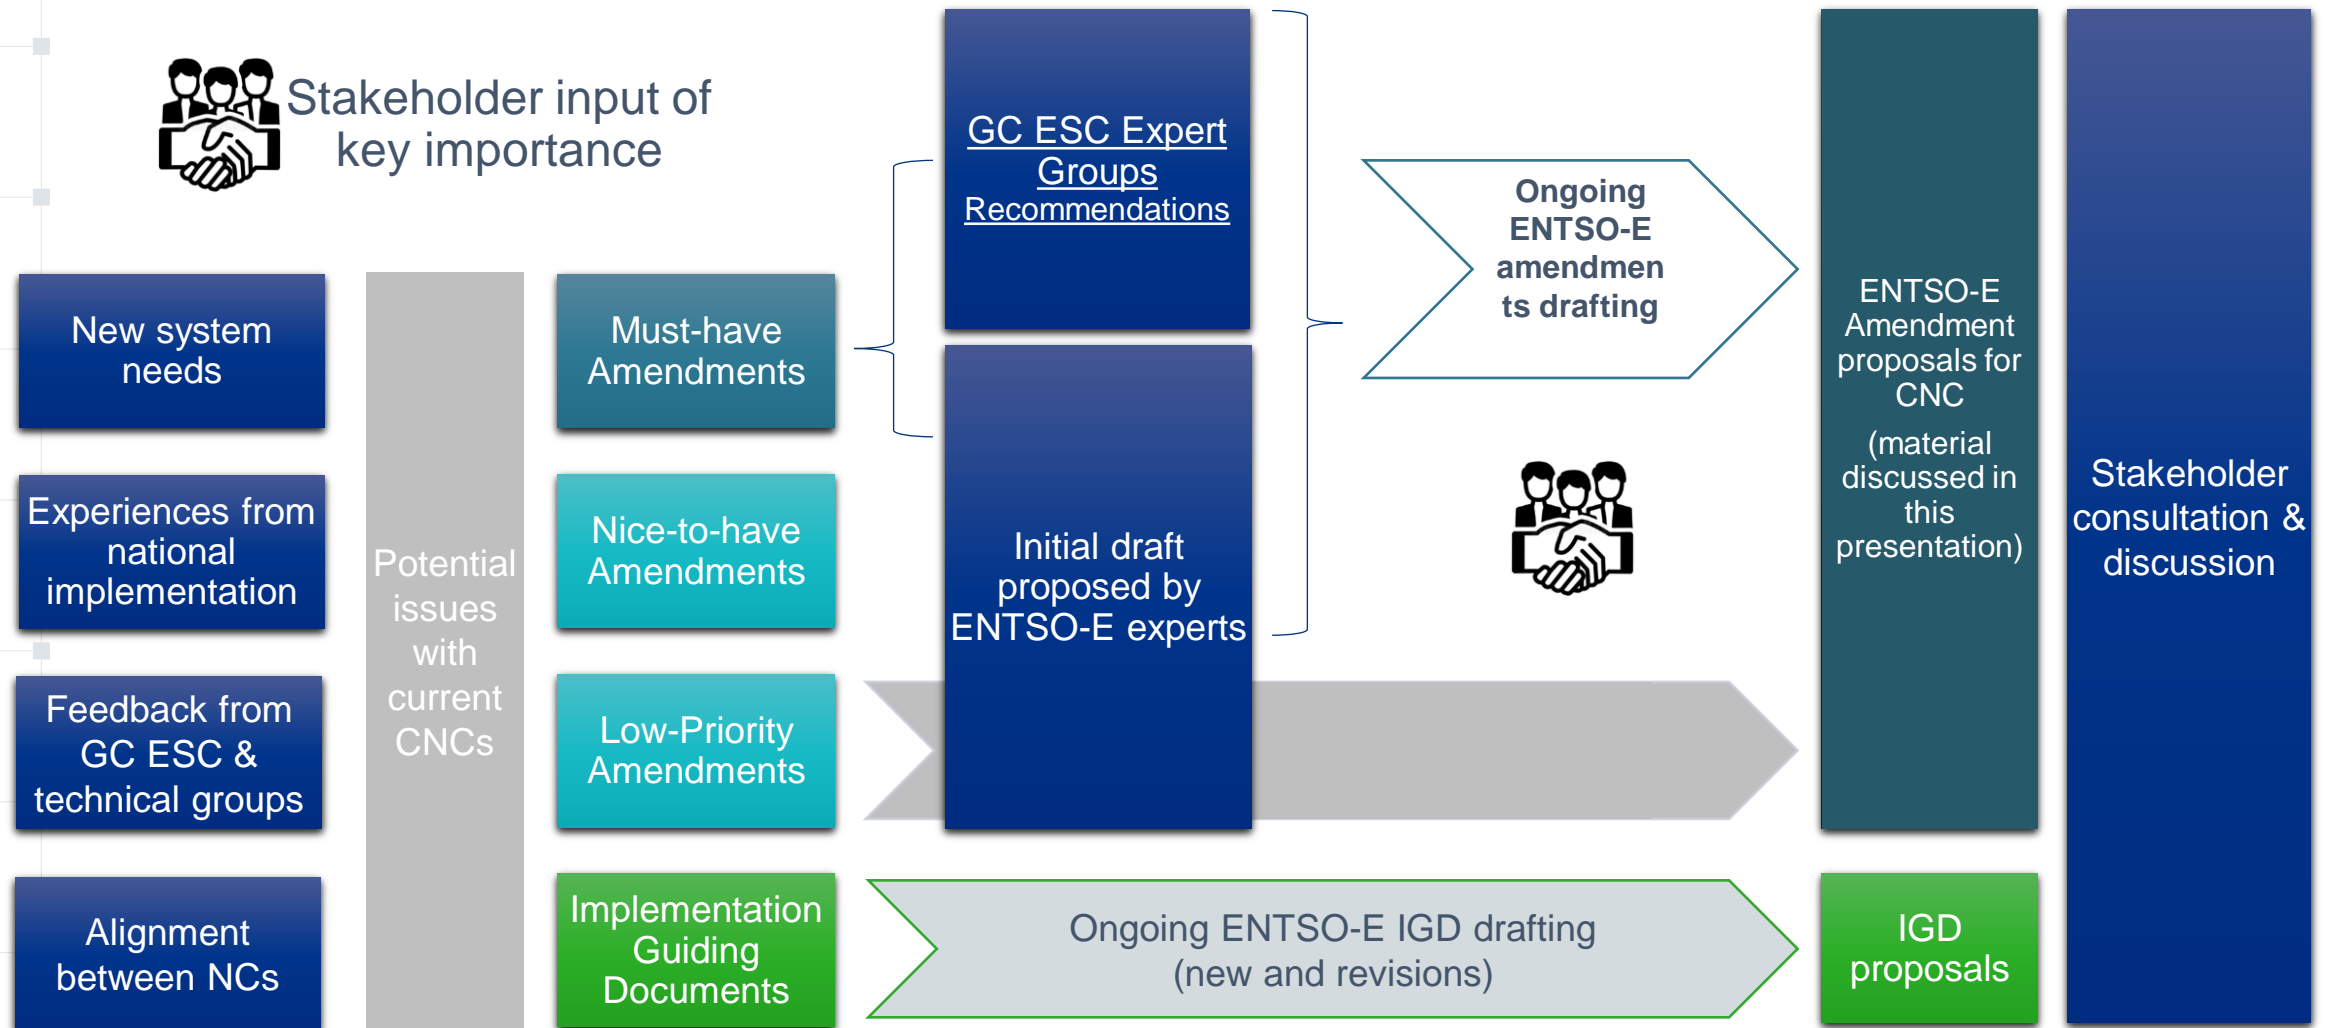 Stakeholder input of
key importance
New system
needs
Experiences from
national
implementation
Feedback from
GC ESC &
technical groups
Alignment
between NCs
Potential
issues
with
current
CNCs
Must-have
Amendments
Nice-to-have
Amendments
Low-Priority
Amendments
Implementation
Guiding
Documents
GC ESC Expert
Groups
Recommendations
Initial draft
proposed by
ENTSO-E experts
Ongoing
ENTSO-E
amendmen
ts drafting
Ongoing ENTSO-E IGD drafting
(new and revisions)
ENTSO-E
Amendment
proposals for
CNC
(material
discussed in
this
presentation)
IGD
proposals
Stakeholder
consultation &
discussion